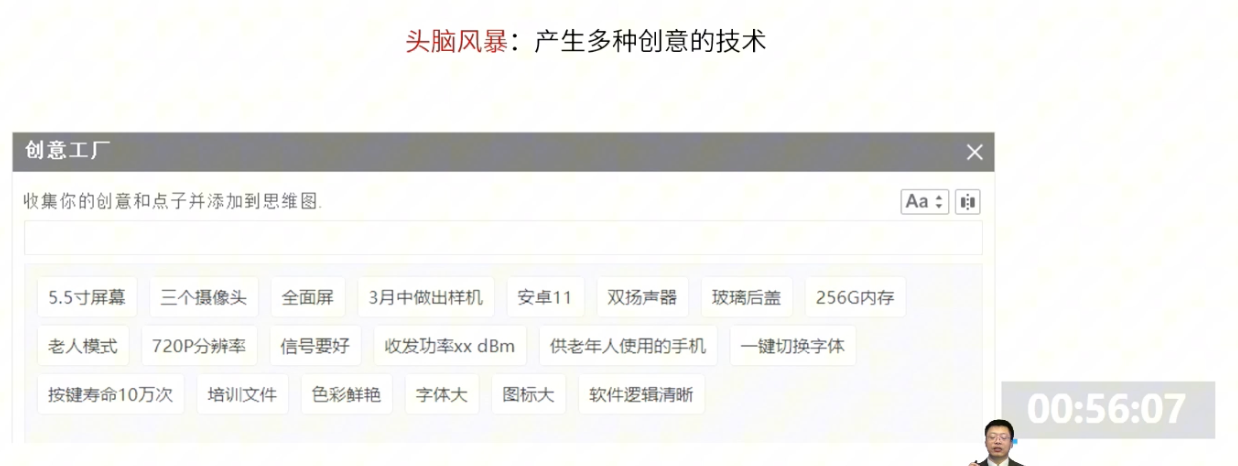 头脑风暴：产生多种创意的技术
创意工厂
收集你的创意和点子并添加到思维图.
Aa
5.5寸屏幕 三个摄像头 全面屏 3月中做出样机 安卓11 双扬声器 玻璃后盖 256G内存
老人模式 720P分辨率 信号要好 收发功率xx dBm 供老年人使用的手机 一键切换字体
按键寿命10万次 培训文件 色彩鲜艳 字体大 图标大 软件逻辑清晰
00:56:07